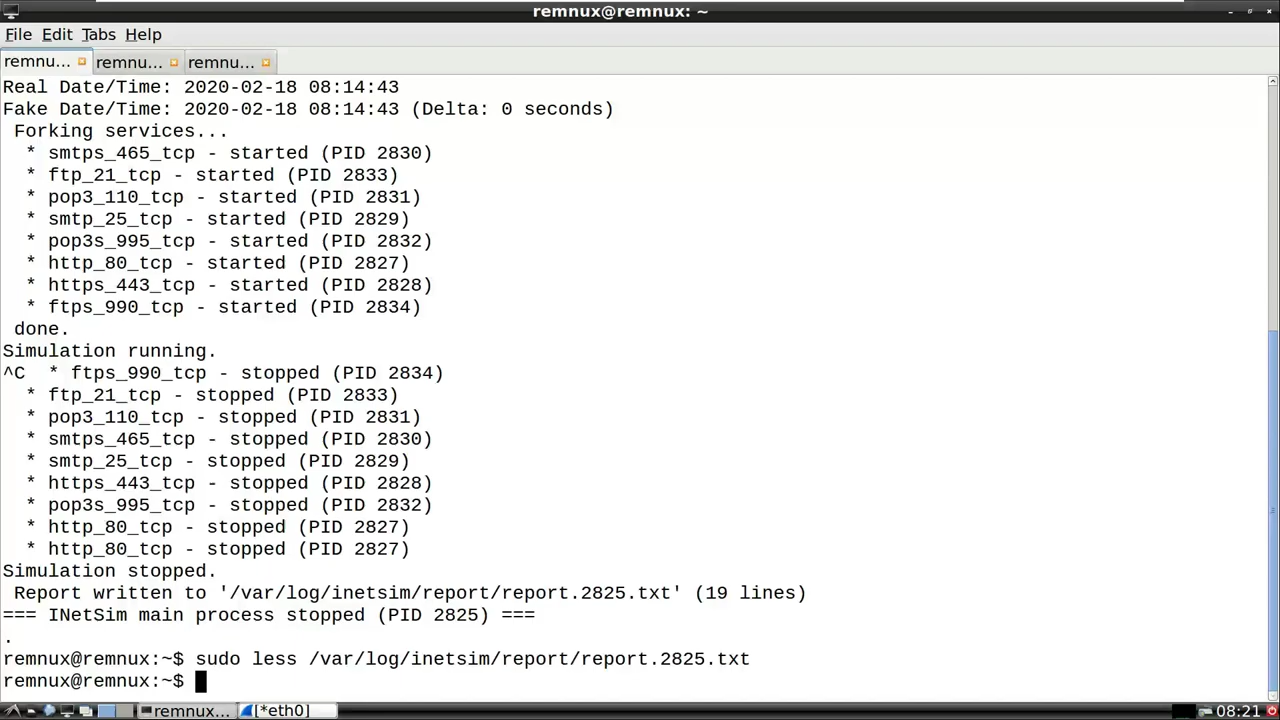 remnux@remnux: ~
File Edit Tabs Help
remnu... remnu... remnu...
Real Date/Time: 2020-02-18 08:14:43
Fake Date/Time: 2020-02-18 08:14:43 (Delta: 0 seconds)
 Forking services...
  * smtps_465_tcp - started (PID 2830)
  * ftp_21_tcp - started (PID 2833)
  * pop3_110_tcp - started (PID 2831)
  * smtp_25_tcp - started (PID 2829)
  * pop3s_995_tcp - started (PID 2832)
  * http_80_tcp - started (PID 2827)
  * https_443_tcp - started (PID 2828)
  * ftps_990_tcp - started (PID 2834)
 done.
Simulation running.
^C  * ftps_990_tcp - stopped (PID 2834)
  * ftp_21_tcp - stopped (PID 2833)
  * pop3_110_tcp - stopped (PID 2831)
  * smtps_465_tcp - stopped (PID 2830)
  * smtp_25_tcp - stopped (PID 2829)
  * https_443_tcp - stopped (PID 2828)
  * pop3s_995_tcp - stopped (PID 2832)
  * http_80_tcp - stopped (PID 2827)
  * http_80_tcp - stopped (PID 2827)
Simulation stopped.
 Report written to '/var/log/inetsim/report/report.2825.txt' (19 lines)
=== INetSim main process stopped (PID 2825) ===
.
remnux@remnux:~$ sudo less /var/log/inetsim/report/report.2825.txt
remnux@remnux:~$
remnux... [*eth0] 08:21